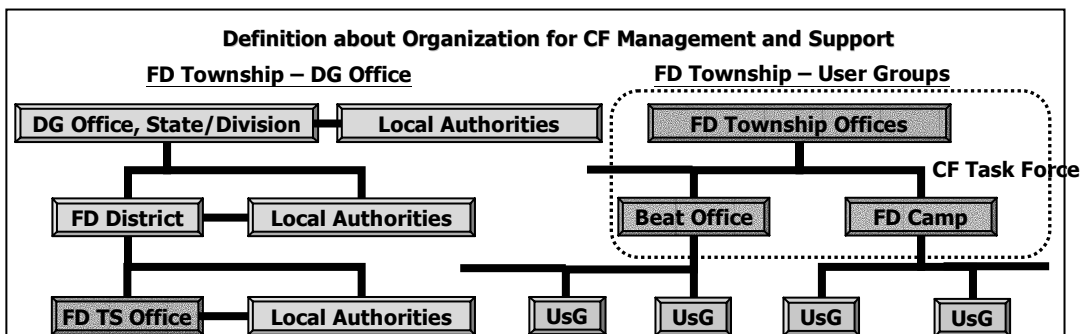 Definition about Organization for CF Management and Support
FD Township – DG Office
FD Township – User Groups
DG Office, State/Division
Local Authorities
FD Township Offices
CF Task Force
FD District
Local Authorities
Beat Office
FD Camp
FD TS Office
Local Authorities
UsG
UsG
UsG
UsG